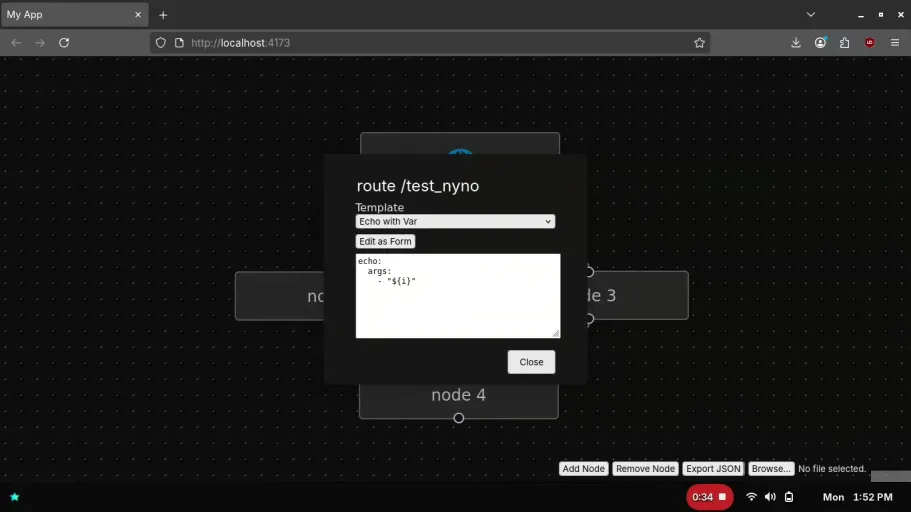 My App
http://localhost:4173
route /test_nyno
Template
Echo with Var
Edit as Form
echo:
args:
- "${i}"
no
de 3
Close
node 4
Add Node Remove Node Export JSON Browse... No file selected.
0:34 Mon 1:52 PM